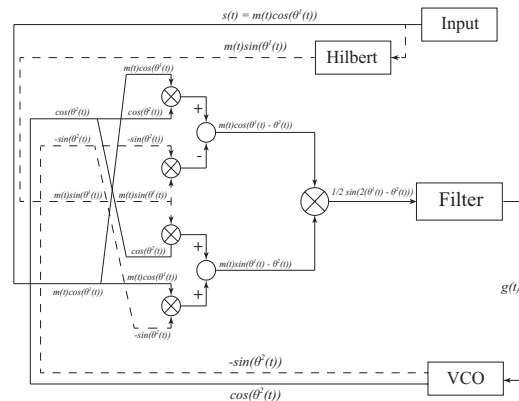 s(t) = m(t)cos(θ¹(t))
Input
m(t)sin(θ¹(t))
Hilbert
m(t)cos(θ¹(t))
cos(θ²(t))
cos(θ²(t))
+
m(t)cos(θ¹(t) - θ²(t))
-sin(θ²(t))
-sin(θ²(t))
-
m(t)sin(θ¹(t))
m(t)sin(θ¹(t))
1/2 sin(2(θ¹(t) - θ²(t)))
Filter
cos(θ²(t))
+
m(t)sin(θ¹(t) - θ²(t))
m(t)cos(θ¹(t))
m(t)cos(θ¹(t))
+
g(t)
-sin(θ²(t))
-sin(θ²(t))
VCO
cos(θ²(t))